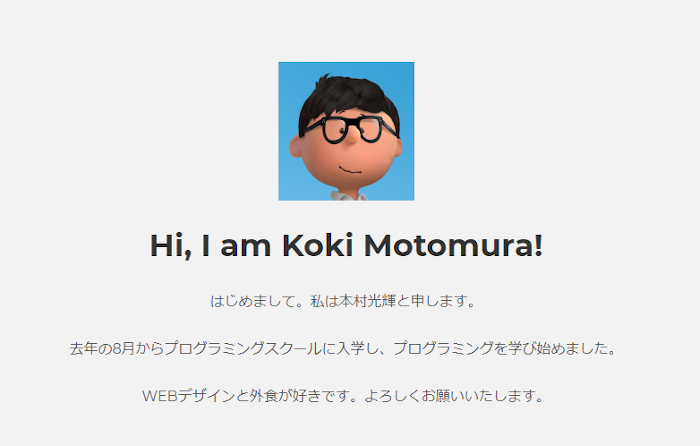 Hi, I am Koki Motomura!
はじめまして。私は本村光輝と申します。
去年の8月からプログラミングスクールに入学し、プログラミングを学び始めました。
WEBデザインと外食が好きです。よろしくお願いいたします。